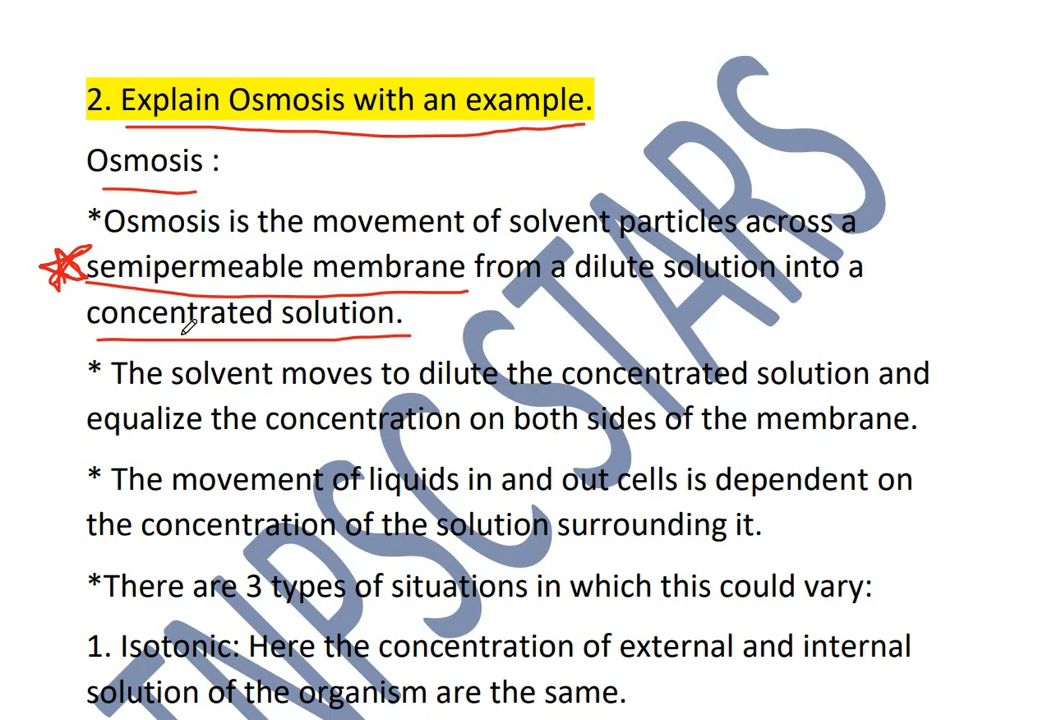 2. Explain Osmosis with an example.
Osmosis :
*Osmosis is the movement of solvent particles across a
semipermeable membrane from a dilute solution into a
concentrated solution.
* The solvent moves to dilute the concentrated solution and
equalize the concentration on both sides of the membrane.
* The movement of liquids in and out cells is dependent on
the concentration of the solution surrounding it.
*There are 3 types of situations in which this could vary:
1. Isotonic: Here the concentration of external and internal
solution of the organism are the same.
TNPSC STARS